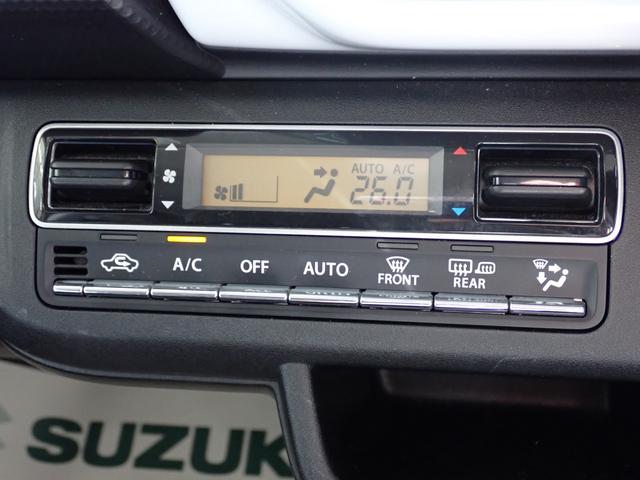 AUTO A/C
26.0
A/C OFF AUTO FRONT REAR
SUZUK